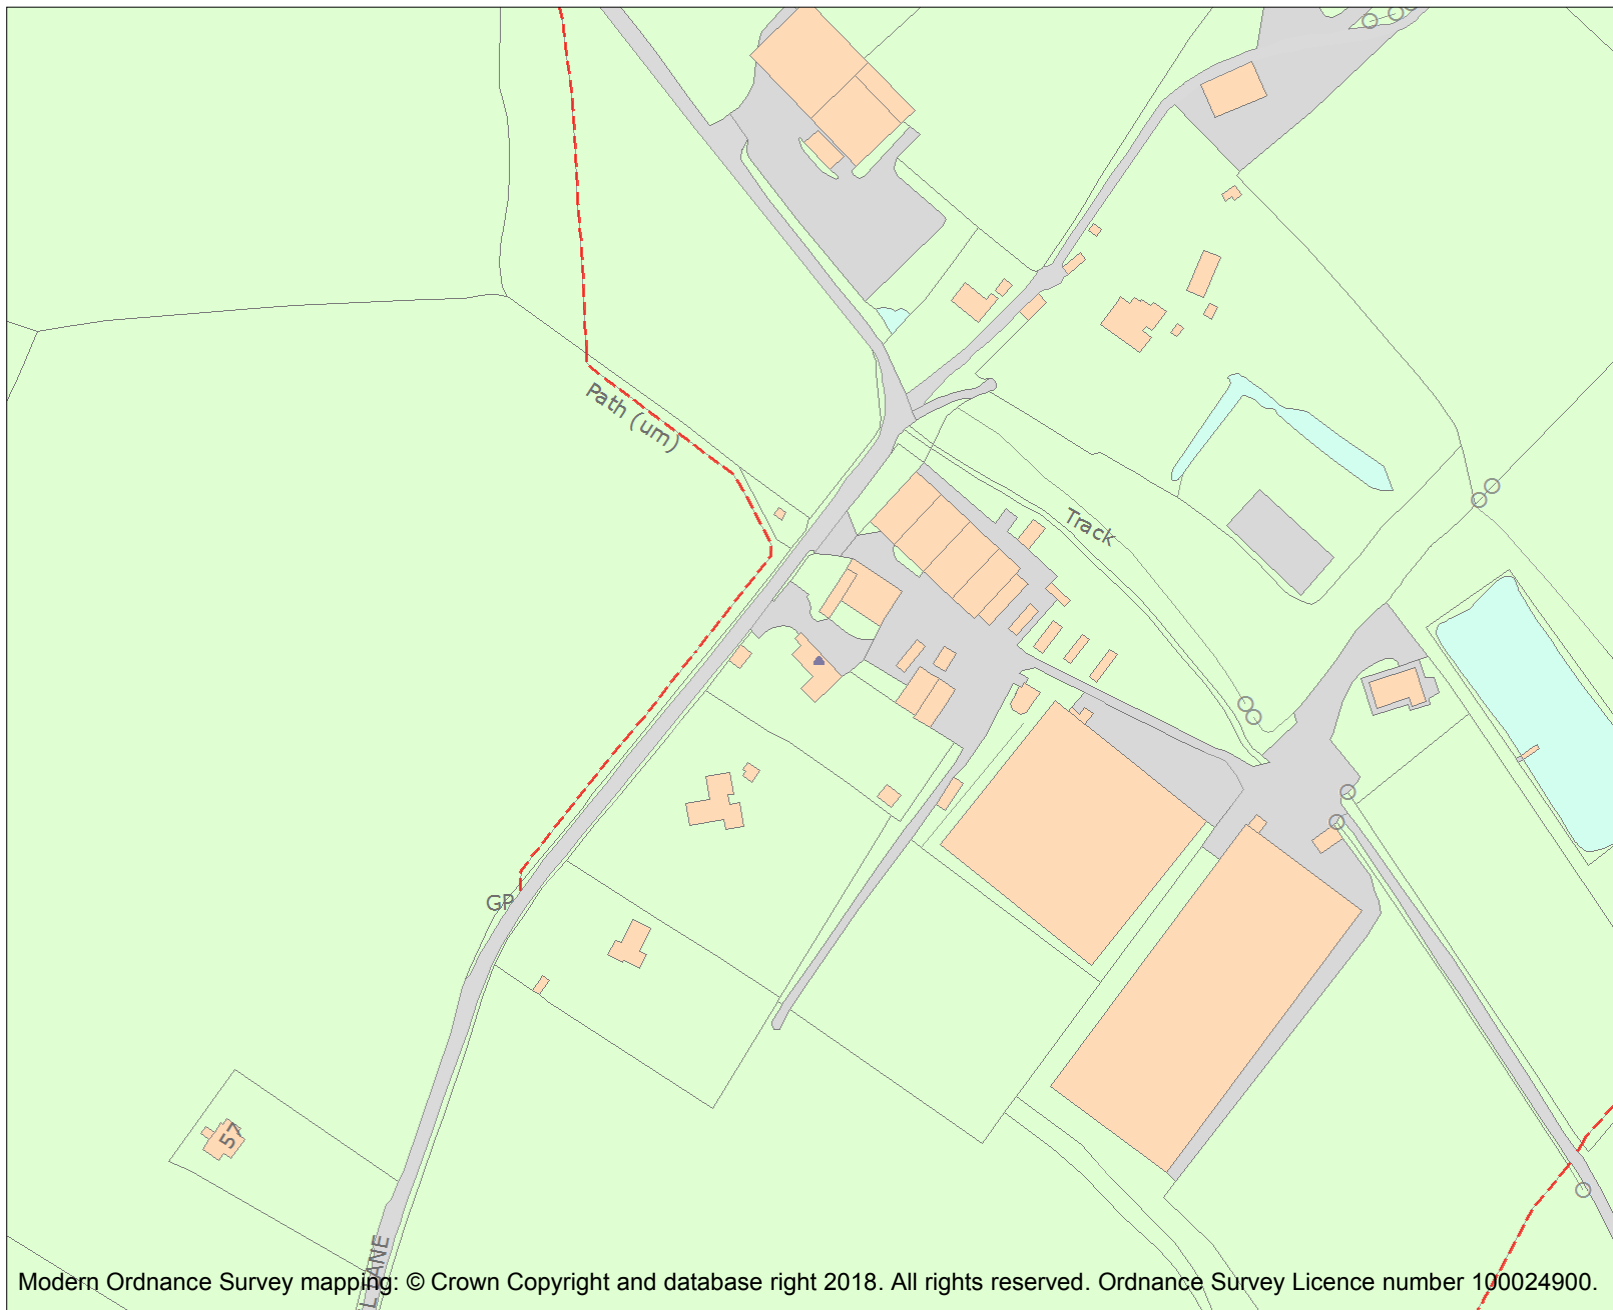 Path (um)
Track
GP
57
LANE
Modern Ordnance Survey mapping: © Crown Copyright and database right 2018. All rights reserved. Ordnance Survey Licence number 100024900.